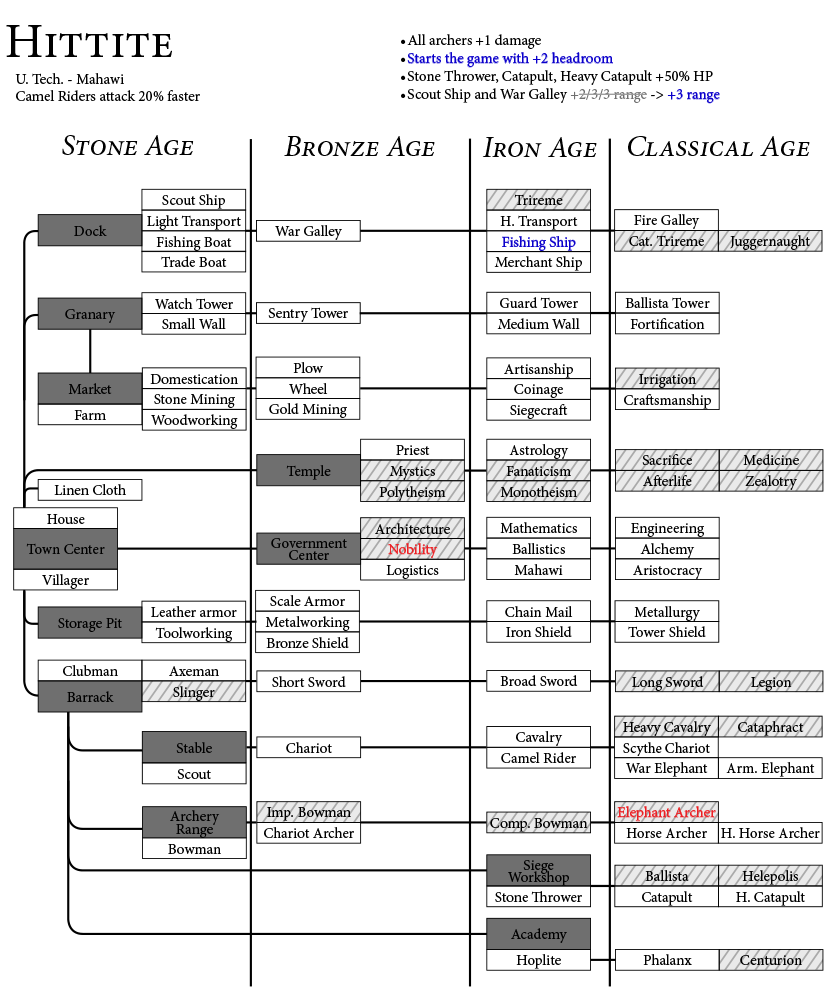 HITTITE
U. Tech. - Mahawi
Camel Riders attack 20% faster
•All archers +1 damage
•Starts the game with +2 headroom
•Stone Thrower, Catapult, Heavy Catapult +50% HP
•Scout Ship and War Galley +2/3/3 range -> +3 range
STONE AGE
BRONZE AGE
IRON AGE
CLASSICAL AGE
Dock
Scout Ship
Light Transport
Fishing Boat
Trade Boat
War Galley
Trireme
H. Transport
Fishing Ship
Merchant Ship
Fire Galley
Cat. Trireme
Juggernaught
Granary
Watch Tower
Small Wall
Sentry Tower
Guard Tower
Medium Wall
Ballista Tower
Fortification
Market
Farm
Domestication
Stone Mining
Woodworking
Plow
Wheel
Gold Mining
Artisanship
Coinage
Siegecraft
Irrigation
Craftsmanship
Temple
Priest
Mystics
Polytheism
Astrology
Fanaticism
Monotheism
Sacrifice
Medicine
Afterlife
Zealotry
Linen Cloth
House
Town Center
Villager
Government
Center
Architecture
Nobility
Logistics
Mathematics
Ballistics
Mahawi
Engineering
Alchemy
Aristocracy
Storage Pit
Leather armor
Toolworking
Scale Armor
Metalworking
Bronze Shield
Chain Mail
Iron Shield
Metallurgy
Tower Shield
Clubman
Barrack
Axeman
Slinger
Short Sword
Broad Sword
Long Sword
Legion
Stable
Scout
Chariot
Cavalry
Camel Rider
Heavy Cavalry
Cataphract
Scythe Chariot
War Elephant
Arm. Elephant
Archery
Range
Bowman
Imp. Bowman
Chariot Archer
Comp. Bowman
Elephant Archer
Horse Archer
H. Horse Archer
Siege
Workshop
Stone Thrower
Ballista
Helepolis
Catapult
H. Catapult
Academy
Hoplite
Phalanx
Centurion